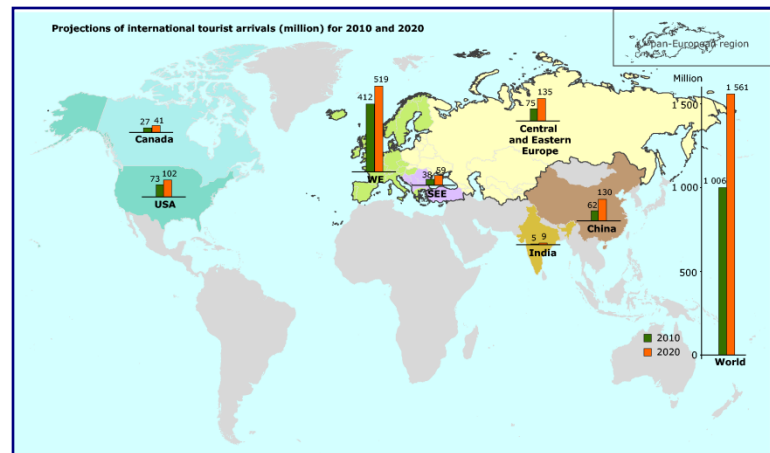 Projections of international tourist arrivals (million) for 2010 and 2020
pan-European region
Million
1 561
1 500
1 006
1 000
500
0
World
2010
2020
412
519
WE
75
135
Central
and Eastern
Europe
27 41
Canada
73 102
USA
38 59
SEE
62
130
China
5 9
India